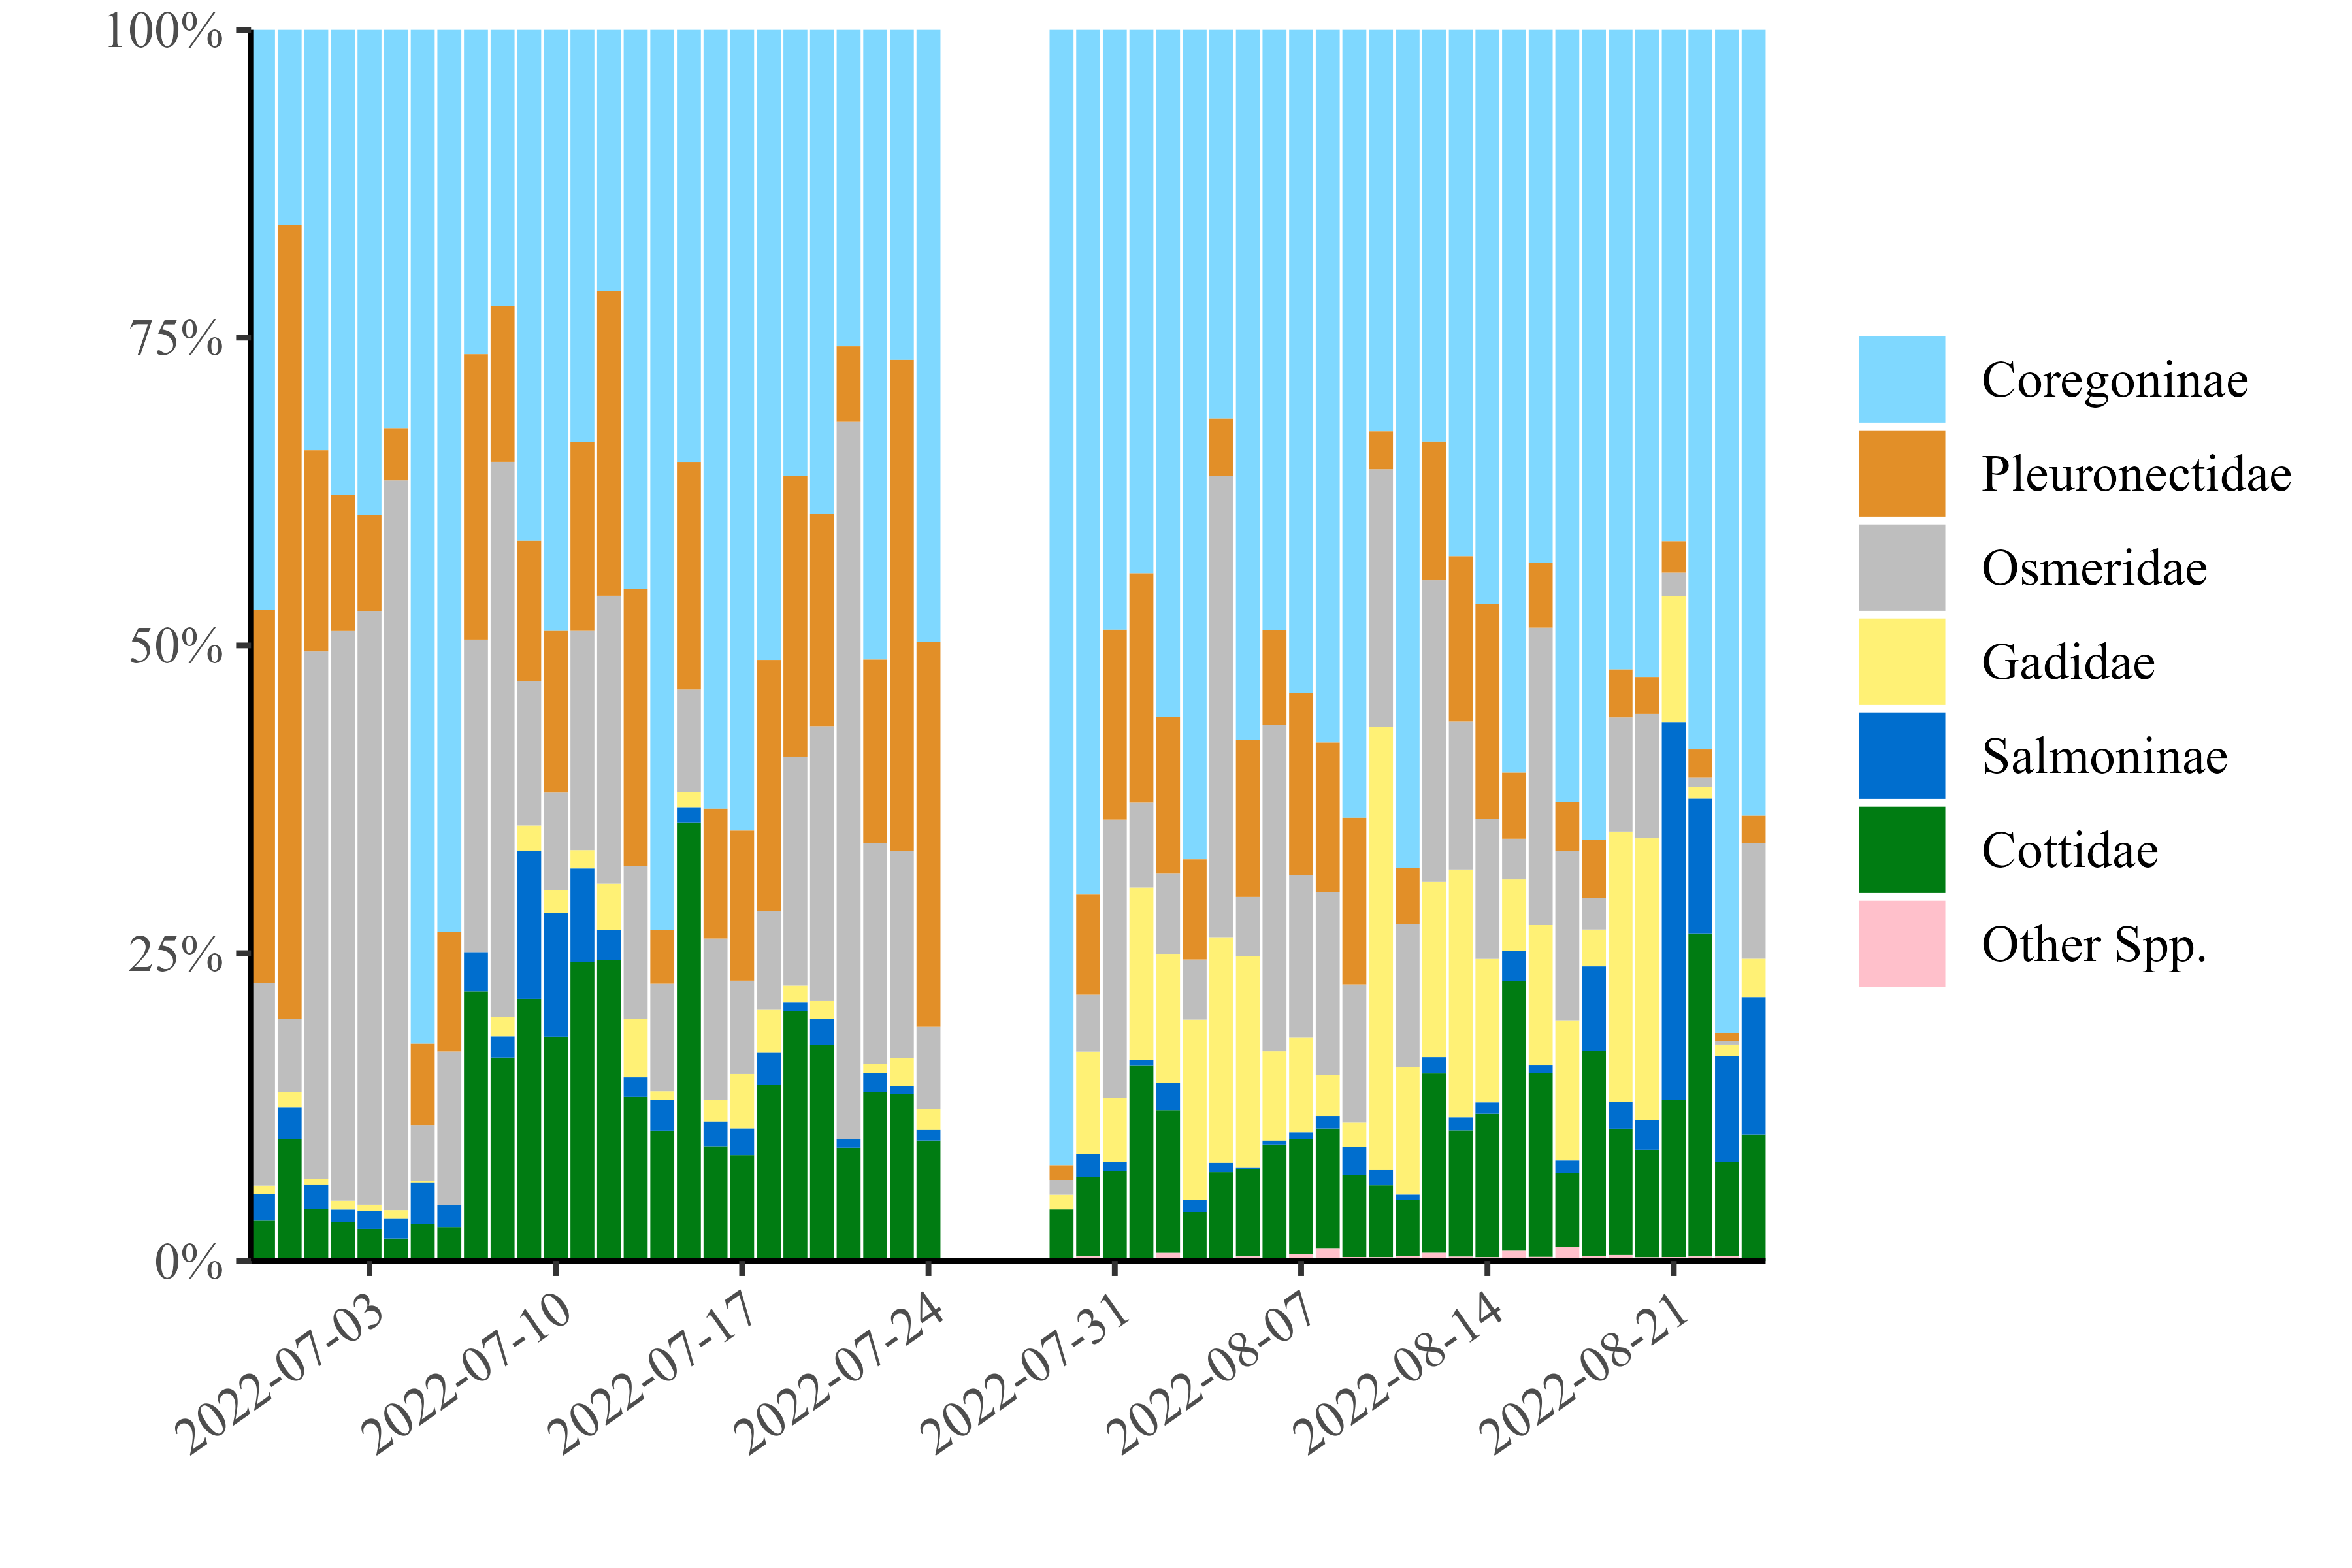 100%
75%
50%
25%
0%
2022-07-03
2022-07-10
2022-07-17
2022-07-24
2022-07-31
2022-08-07
2022-08-14
2022-08-21
Coregoninae
Pleuronectidae
Osmeridae
Gadidae
Salmoninae
Cottidae
Other Spp.